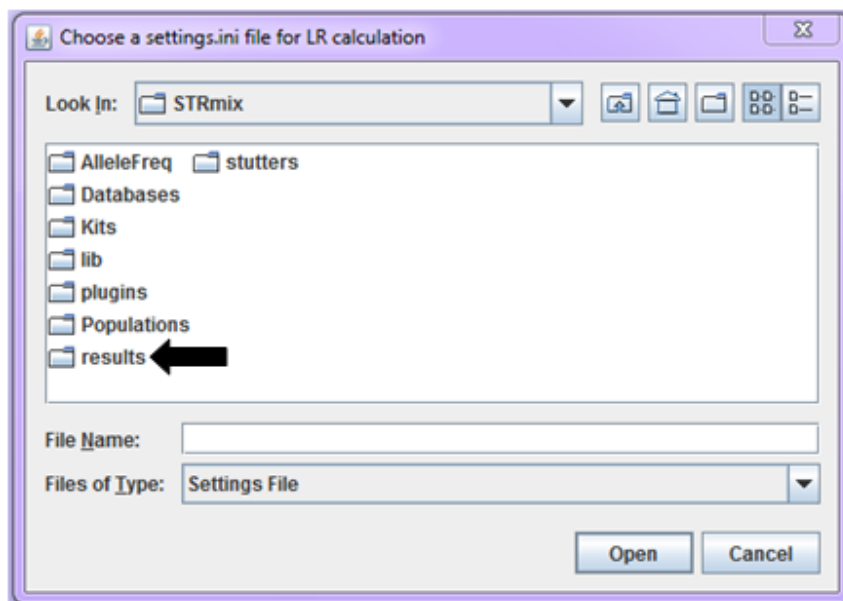 Choose a settings.ini file for LR calculation
Look In: STRmix
AlleleFreq stutters
Databases
Kits
lib
plugins
Populations
results
File Name:
Files of Type: Settings File
Open Cancel